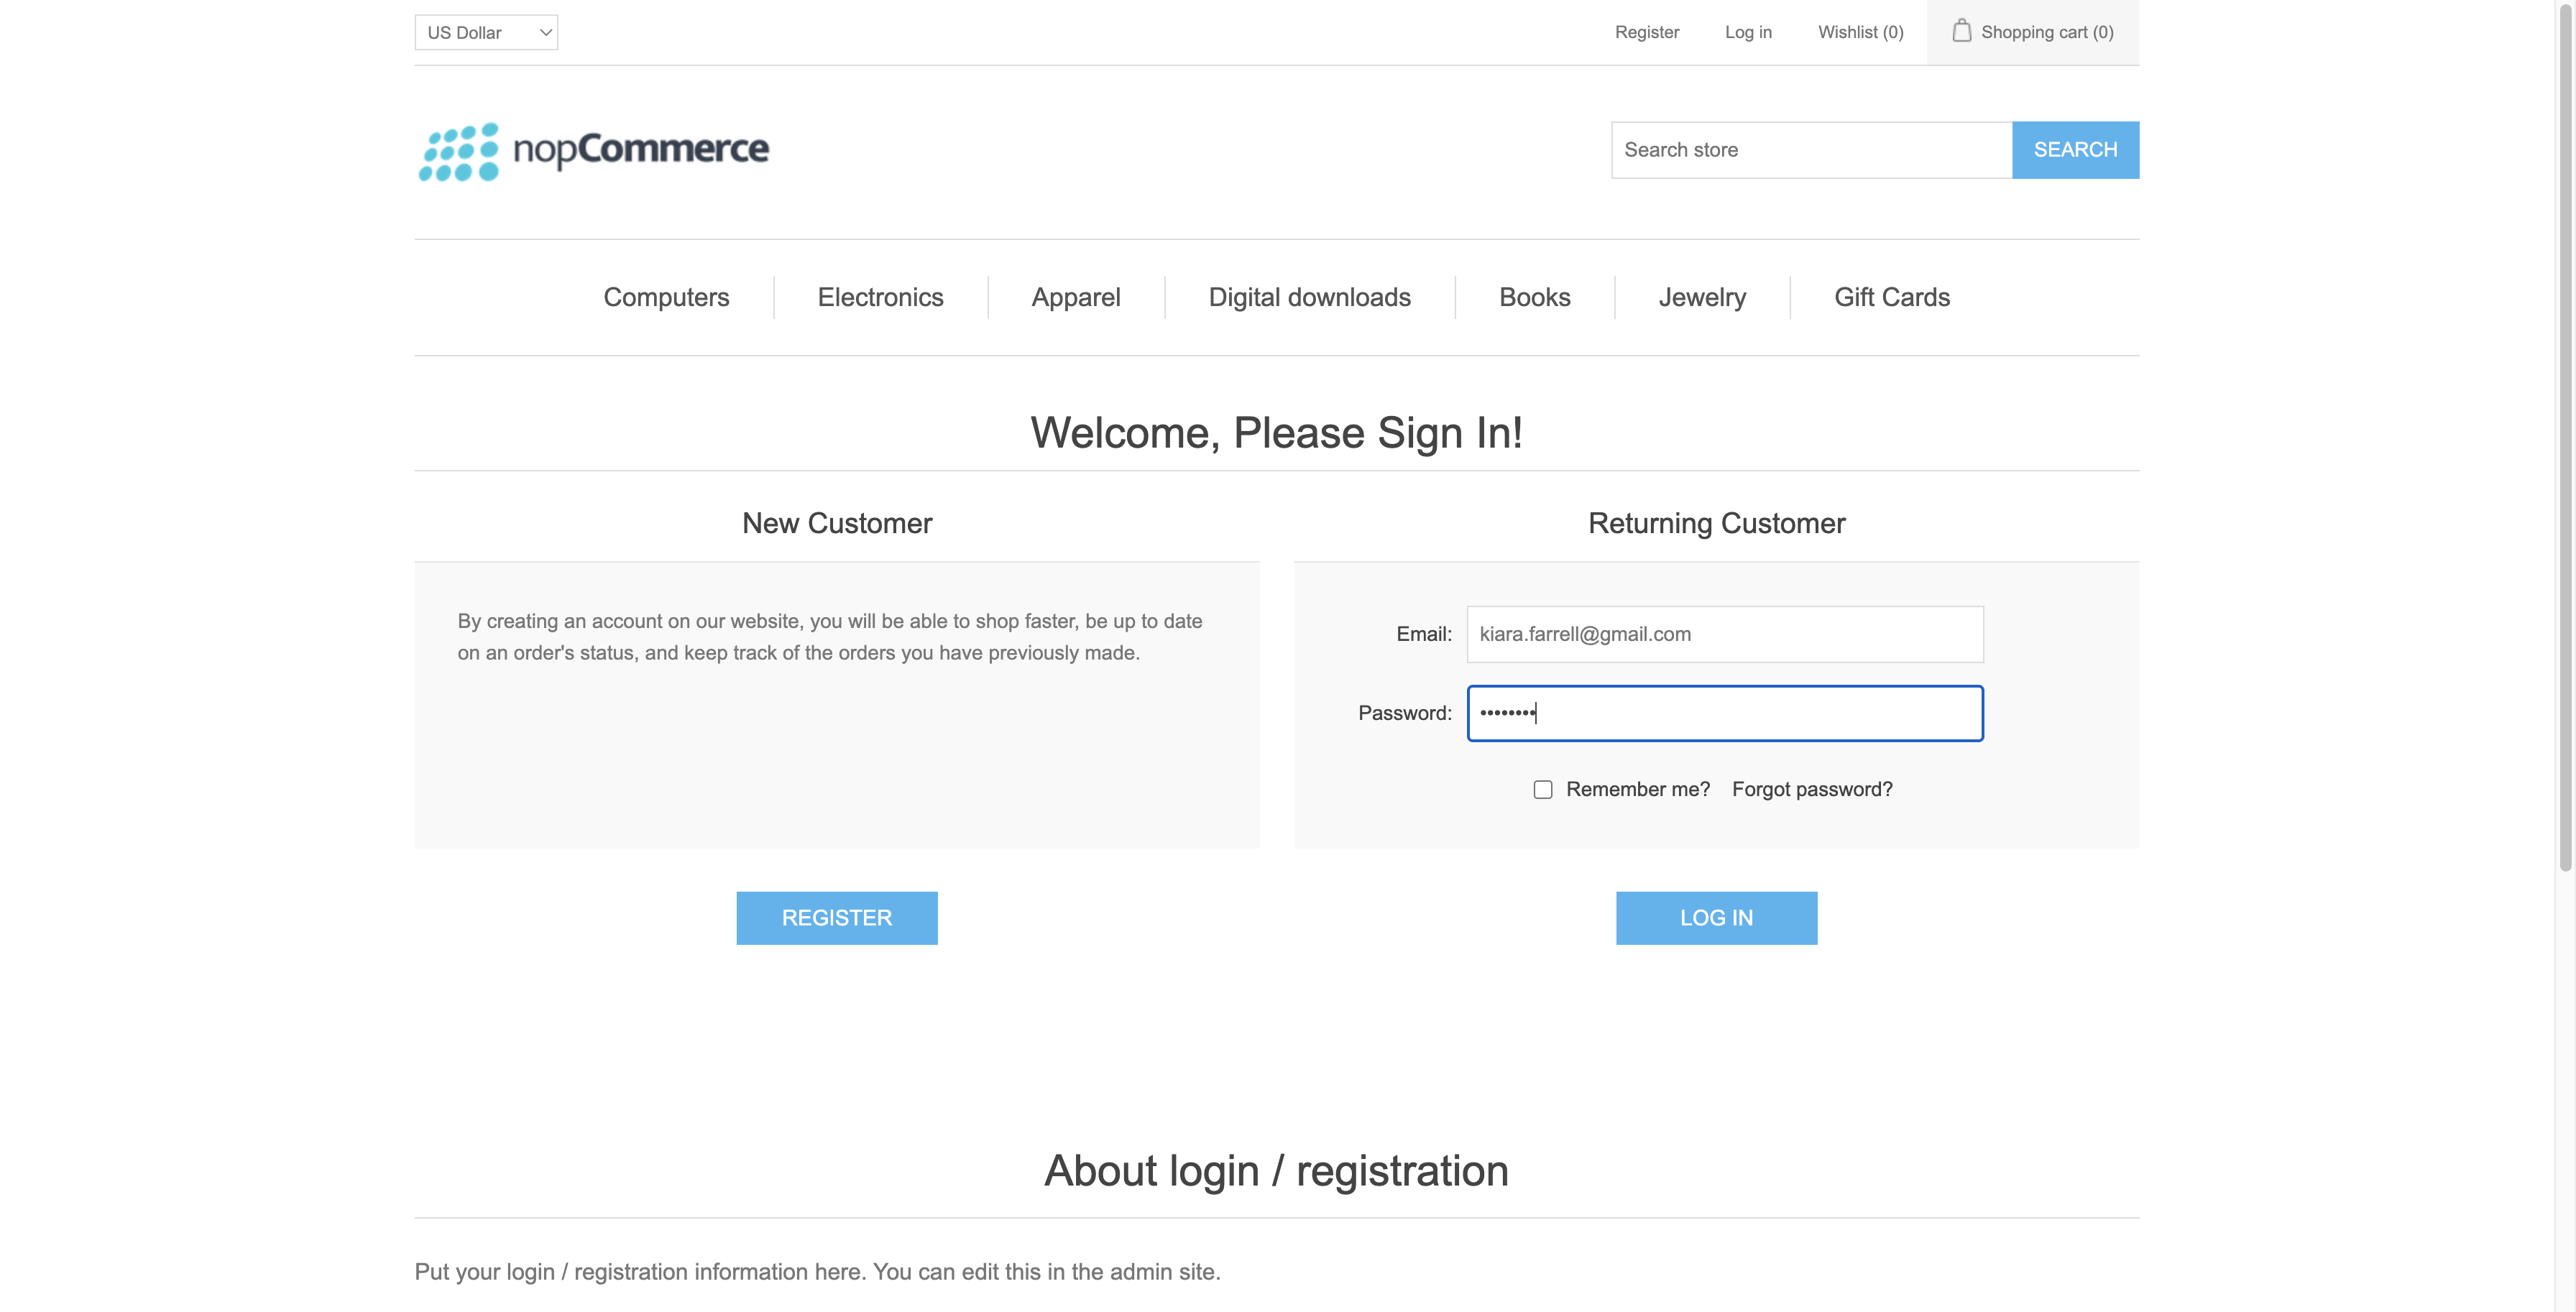 US Dollar
Register
Log in
Wishlist (0)
Shopping cart (0)
nopCommerce
Search store
SEARCH
Computers
Electronics
Apparel
Digital downloads
Books
Jewelry
Gift Cards
Welcome, Please Sign In!
New Customer
By creating an account on our website, you will be able to shop faster, be up to date
on an order's status, and keep track of the orders you have previously made.
REGISTER
Returning Customer
Email:
kiara.farrell@gmail.com
Password:
••••••••
Remember me?
Forgot password?
LOG IN
About login / registration
Put your login / registration information here. You can edit this in the admin site.